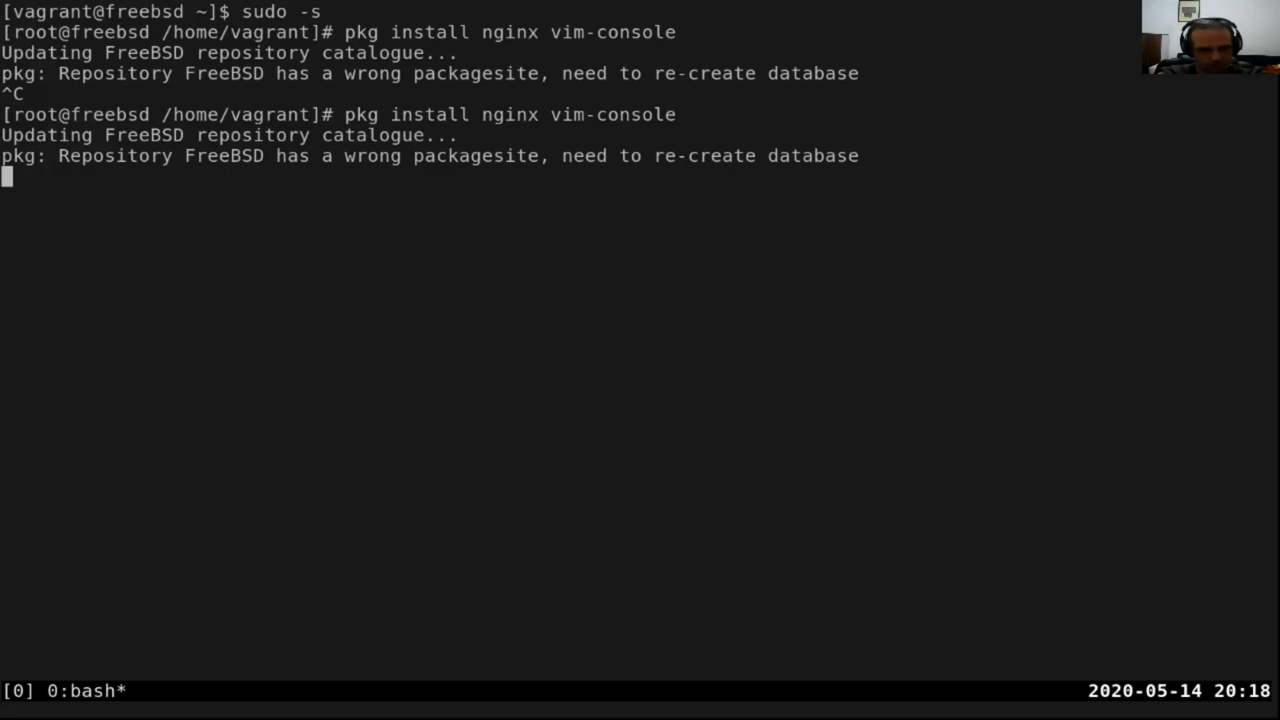 [vagrant@freebsd ~]$ sudo -s
[root@freebsd /home/vagrant]# pkg install nginx vim-console
Updating FreeBSD repository catalogue...
pkg: Repository FreeBSD has a wrong packagesite, need to re-create database
^C
[root@freebsd /home/vagrant]# pkg install nginx vim-console
Updating FreeBSD repository catalogue...
pkg: Repository FreeBSD has a wrong packagesite, need to re-create database
[0] 0:bash* 2020-05-14 20:18